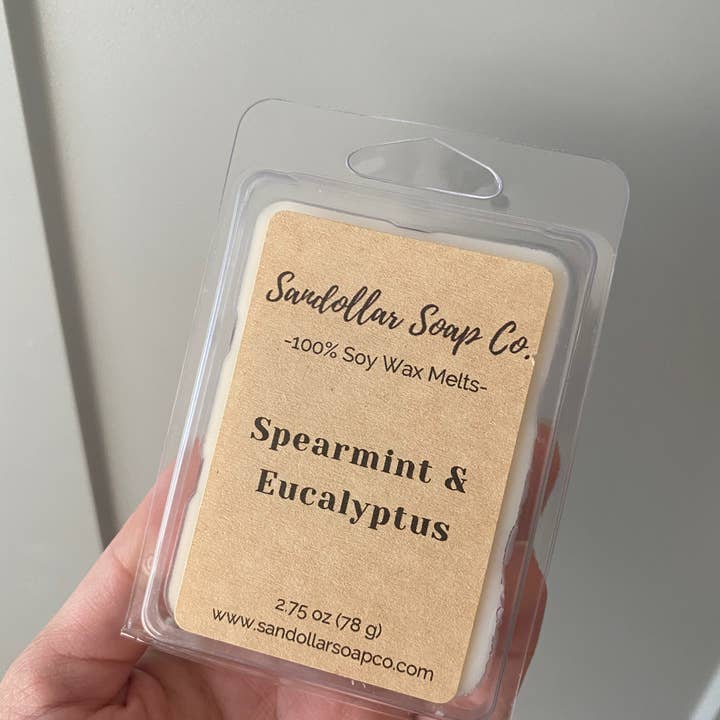 Sandollar Soap Co.
-100% Soy Wax Melts-
Spearmint &
Eucalyptus
2.75 oz (78 g)
www.sandollarsoapco.com